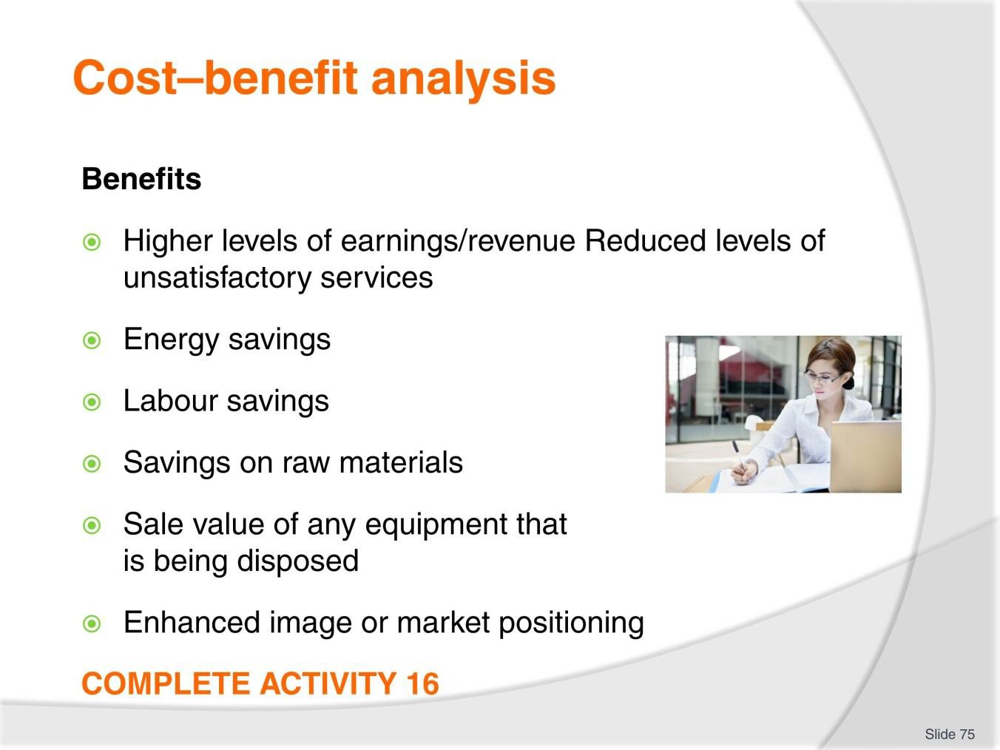 Cost–benefit analysis
Benefits
Higher levels of earnings/revenue Reduced levels of
unsatisfactory services
Energy savings
Labour savings
Savings on raw materials
Sale value of any equipment that
is being disposed
Enhanced image or market positioning
COMPLETE ACTIVITY 16
Slide 75